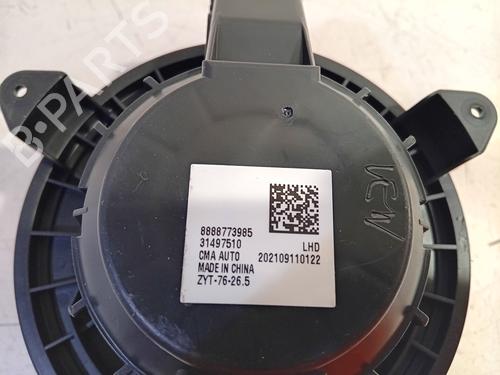 B-PARTS
8888773985
31497510
LHD
CMA AUTO
202109110122
MADE IN CHINA
ZYT-76-26.5